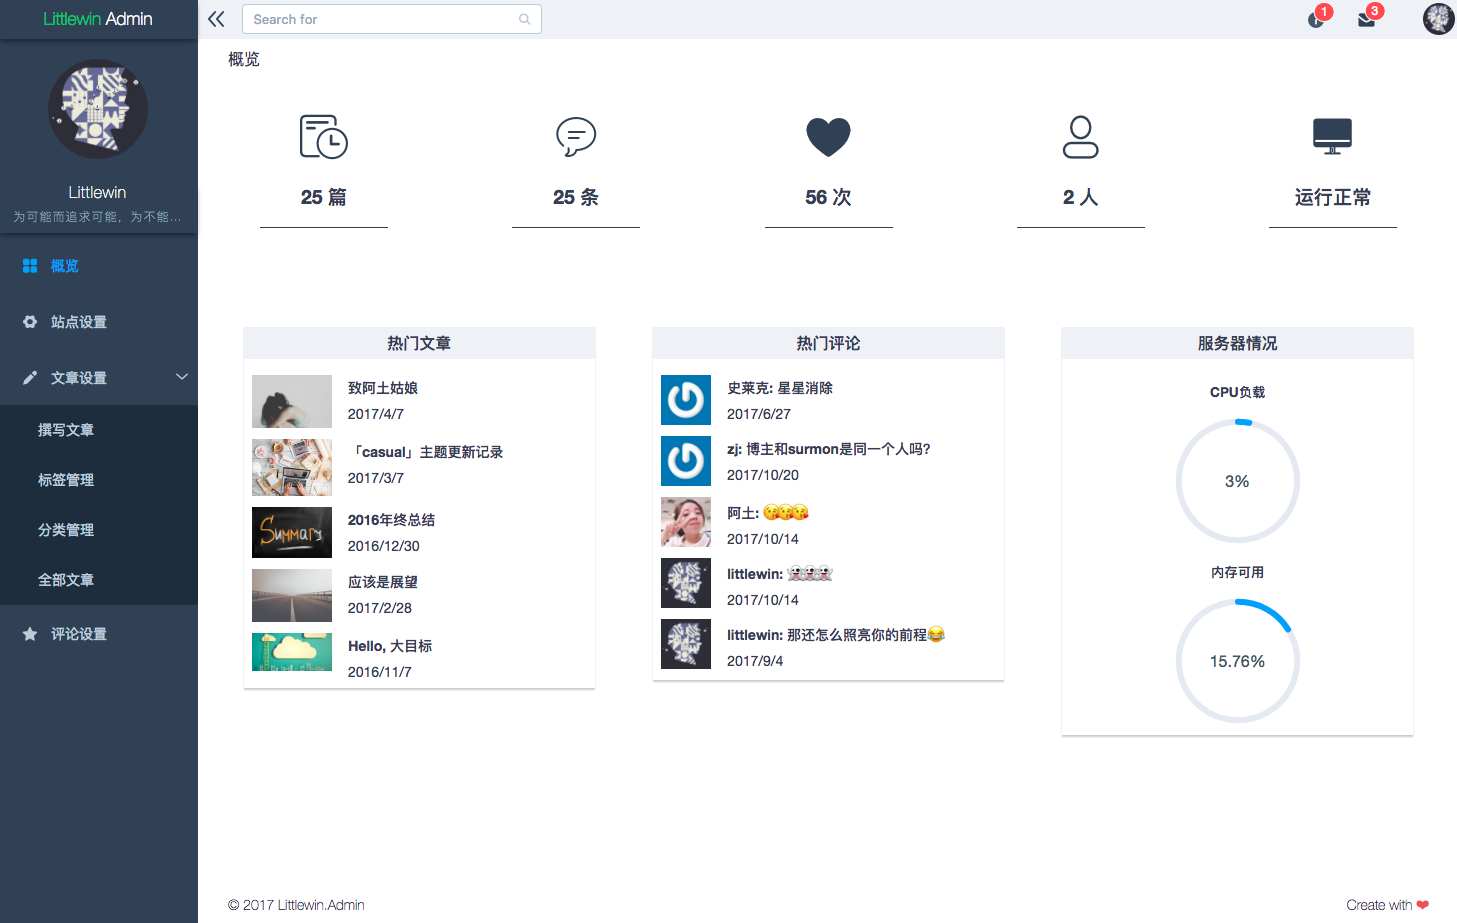 Littlewin Admin
Search for
1
3
Littlewin
为可能而追求可能，为不能...
概览
站点设置
文章设置
撰写文章
标签管理
分类管理
全部文章
评论设置
概览
25 篇
25 条
56 次
2 人
运行正常
热门文章
致阿土姑娘
2017/4/7
「casual」主题更新记录
2017/3/7
Summary
2016年终总结
2016/12/30
应该是展望
2017/2/28
Hello, 大目标
2016/11/7
热门评论
史莱克: 星星消除
2017/6/27
zj: 博主和surmon是同一个人吗?
2017/10/20
阿土: 😘😘😘
2017/10/14
littlewin: 👻👻👻
2017/10/14
littlewin: 那还怎么照亮你的前程😂
2017/9/4
服务器情况
CPU负载
3%
内存可用
15.76%
© 2017 Littlewin.Admin
Create with ❤